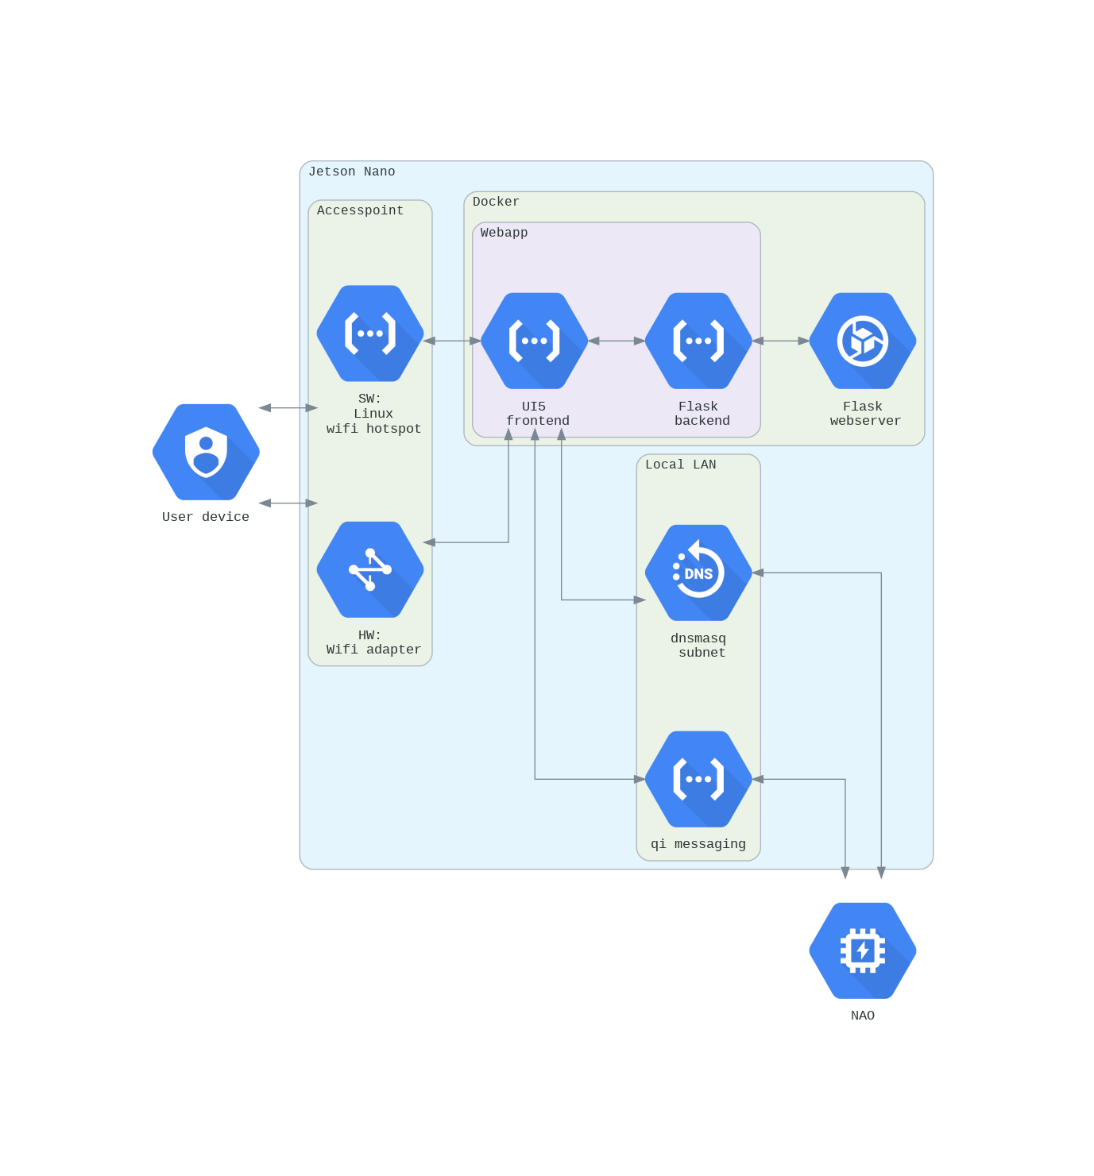 Jetson Nano
Accesspoint
Docker
Webapp
SW:
Linux
wifi hotspot
UI5
frontend
Flask
backend
Flask
webserver
User device
HW:
Wifi adapter
Local LAN
DNS
dnsmasq
subnet
qi messaging
NAO